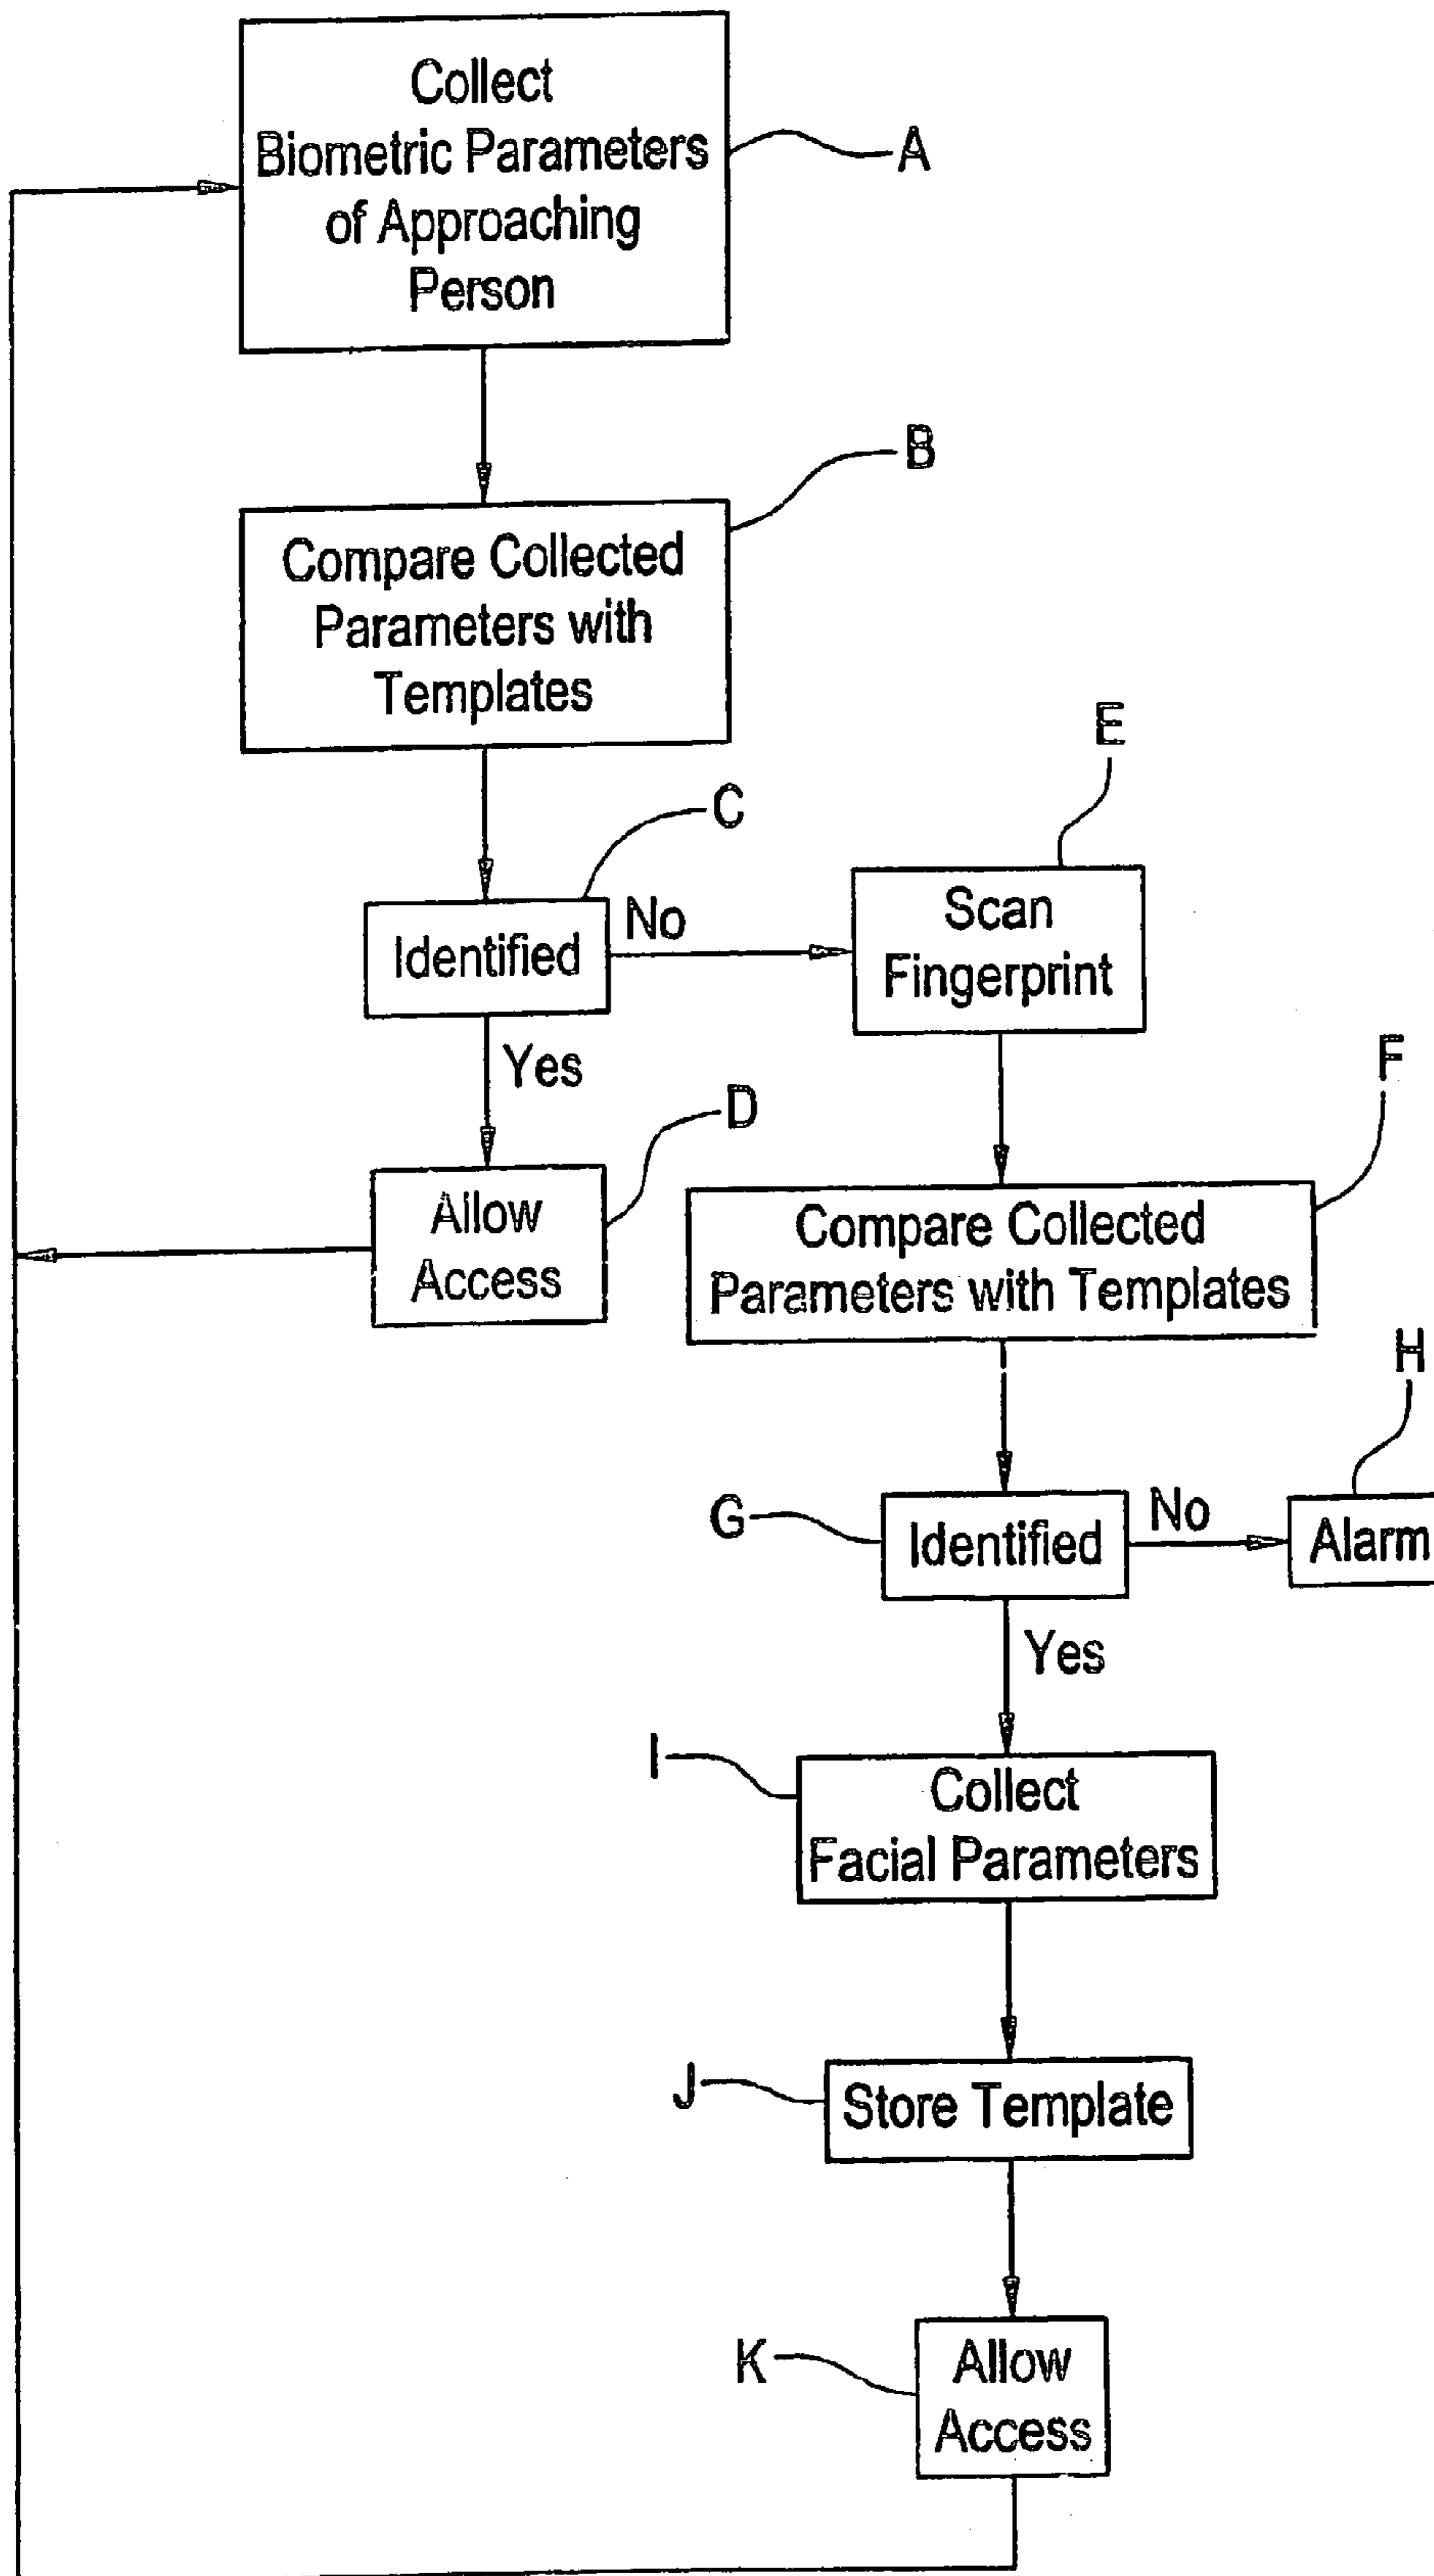 Collect
Biometric Parameters
of Approaching
Person
A
B
Compare Collected
Parameters with
Templates
C
Identified
No
E
Scan
Fingerprint
Yes
D
Allow
Access
F
Compare Collected
Parameters with Templates
G
Identified
No
H
Alarm
Yes
I
Collect
Facial Parameters
J
Store Template
K
Allow
Access